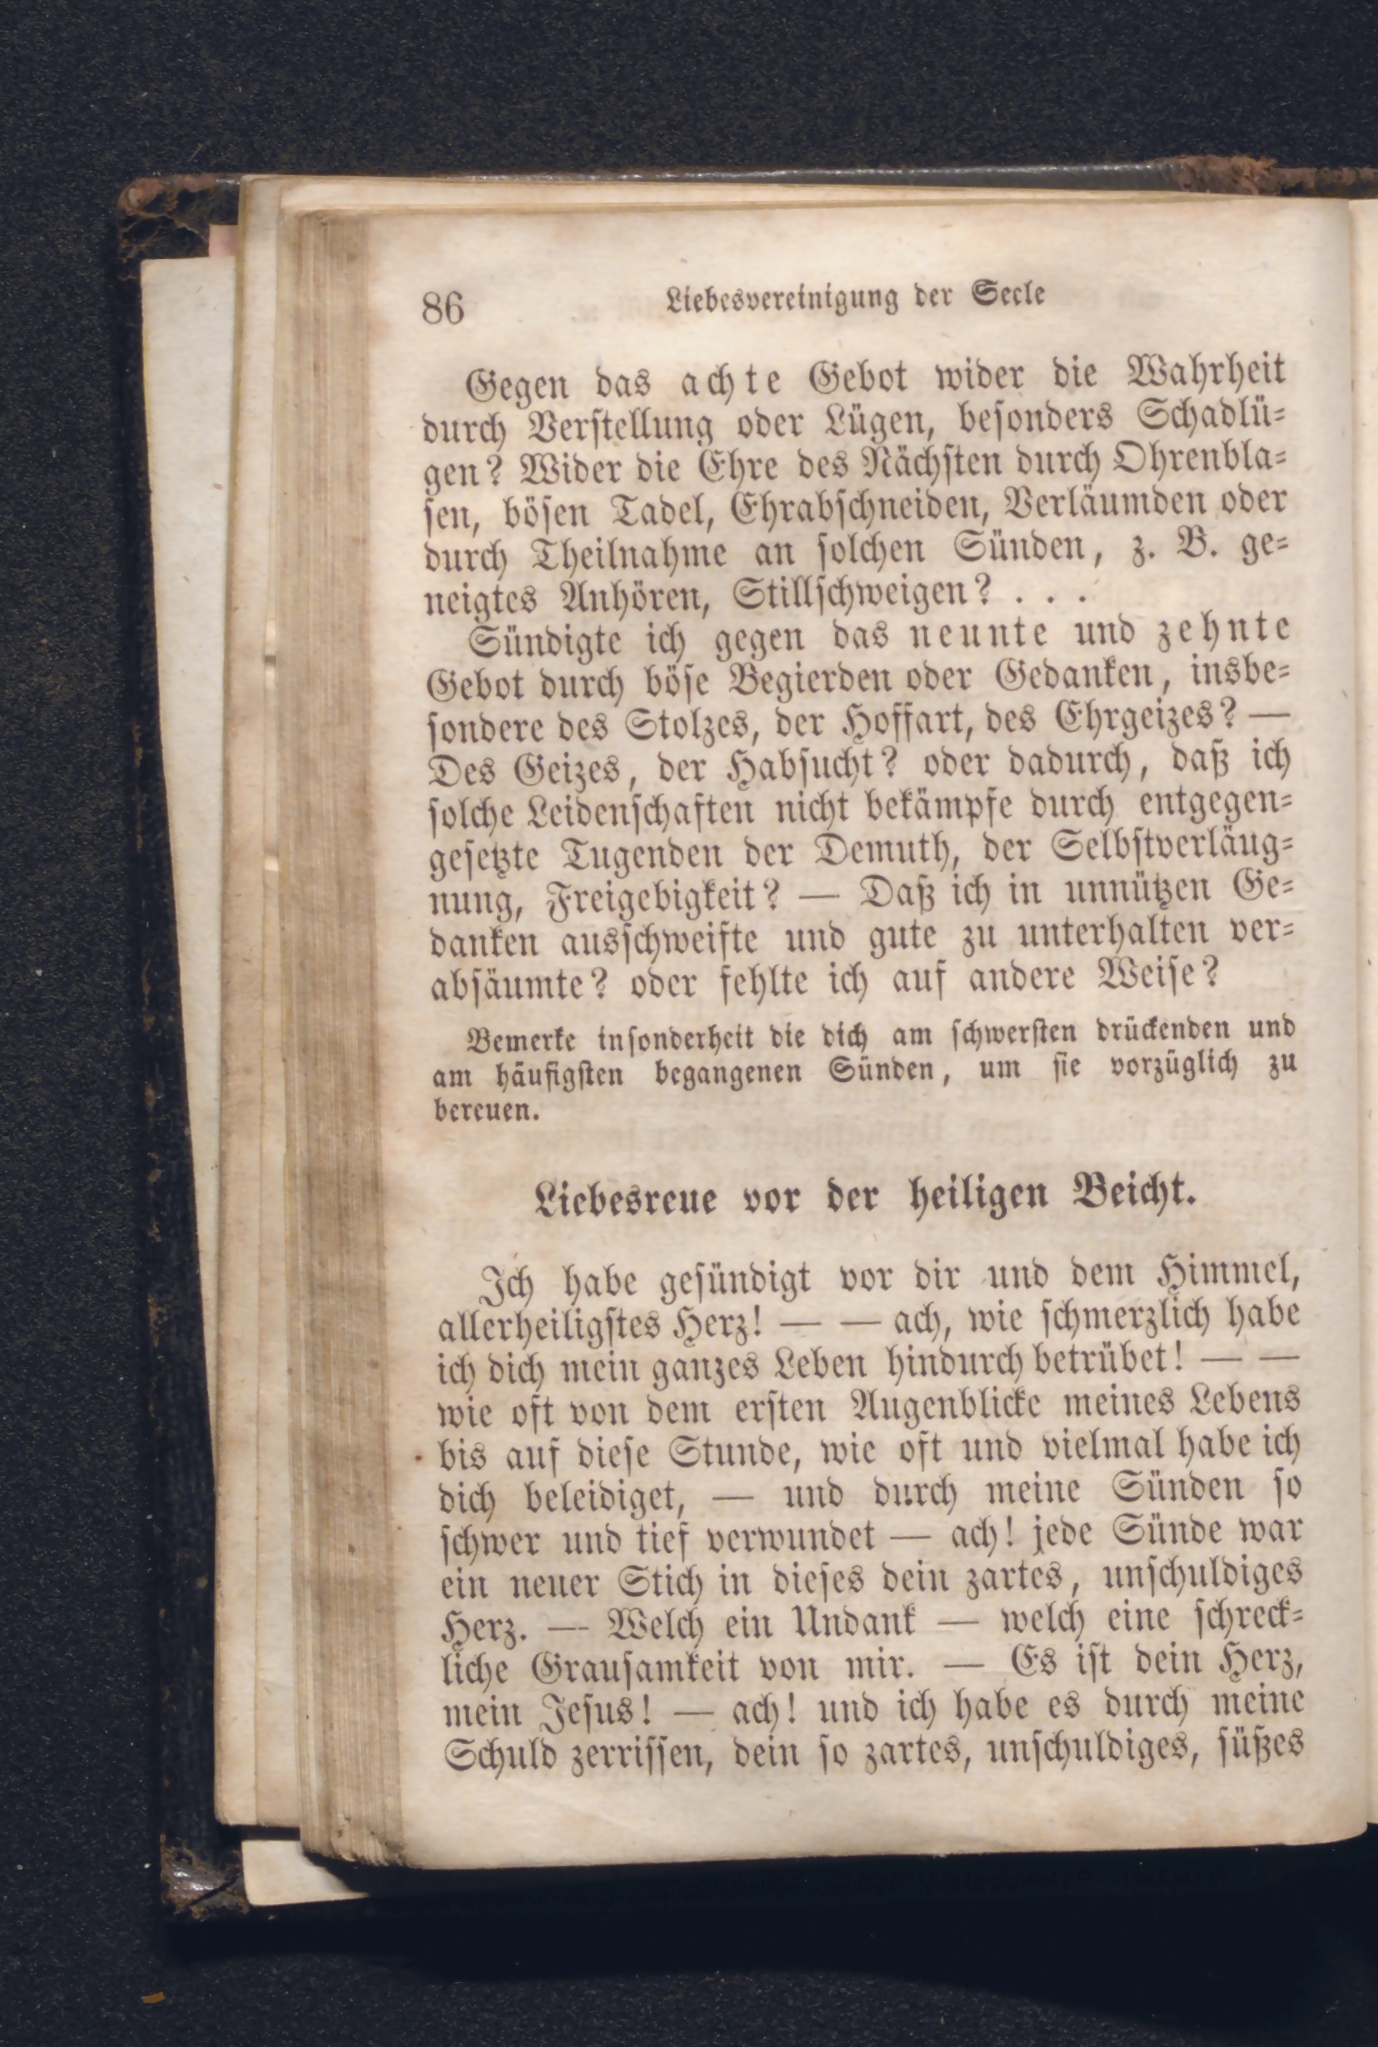 86 Liebesvereinigung der Seele
Gegen das achte Gebot wider die Wahrheit
durch Verstellung oder Lügen, besonders Schadlü=
gen? Wider die Ehre des Nächsten durch Ohrenbla=
sen, bösen Tadel, Ehrabschneiden, Verläumden oder
durch Theilnahme an solchen Sünden, z. B. ge=
neigtes Anhören, Stillschweigen? . . .
Sündigte ich gegen das neunte und zehnte
Gebot durch böse Begierden oder Gedanken, insbe=
sondere des Stolzes, der Hoffart, des Ehrgeizes? —
Des Geizes, der Habsucht? oder dadurch, daß ich
solche Leidenschaften nicht bekämpfe durch entgegen=
gesetzte Tugenden der Demuth, der Selbstverläug=
nung, Freigebigkeit? — Daß ich in unnützen Ge=
danken ausschweifte und gute zu unterhalten ver=
absäumte? oder fehlte ich auf andere Weise?
Bemerke insonderheit die dich am schwersten drückenden und
am häufigsten begangenen Sünden, um sie vorzüglich zu
bereuen.
Liebesreue vor der heiligen Beicht.
Ich habe gesündigt vor dir und dem Himmel,
allerheiligstes Herz! — — ach, wie schmerzlich habe
ich dich mein ganzes Leben hindurch betrübet! — —
wie oft von dem ersten Augenblicke meines Lebens
bis auf diese Stunde, wie oft und vielmal habe ich
dich beleidiget, — und durch meine Sünden so
schwer und tief verwundet — ach! jede Sünde war
ein neuer Stich in dieses dein zartes, unschuldiges
Herz. — Welch ein Undank — welch eine schreck=
liche Grausamkeit von mir. — Es ist dein Herz,
mein Jesus! — ach! und ich habe es durch meine
Schuld zerrissen, dein so zartes, unschuldiges, süßes